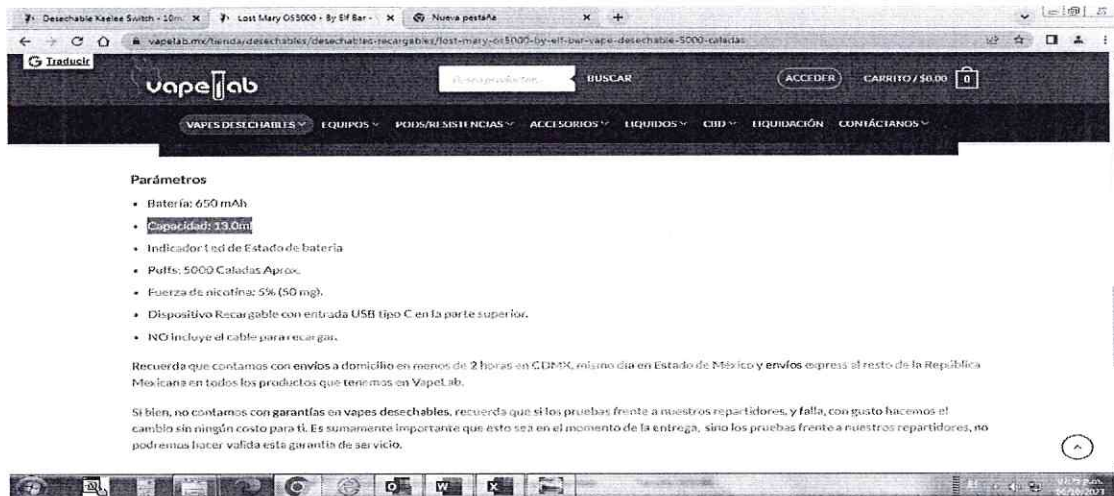 Desechable Keelee Switch - 10m
Lost Mary OS5000 - By Elf Bar -
Nueva pestaña
vapelab.mx/tienda/desechables/desechables-recargables/lost-mary-os5000-by-elf-bar-vape-desechable-5000-caladas
Traducir
vapelab
BUSCAR
ACCEDER
CARRITO / $0.00
0
VAPES DESECHABLES
EQUIPOS
PODS/RESISTENCIAS
ACCESORIOS
LIQUIDOS
CBD
LIQUIDACIÓN
CONTÁCTANOS
Parámetros
• Batería: 650 mAh
• Capacidad: 13.0ml
• Indicador Led de Estado de bateria
• Puffs: 5000 Caladas Aprox.
• Fuerza de nicotina: 5% (50 mg).
• Dispositivo Recargable con entrada USB tipo C en la parte superior.
• NO incluye el cable para recargar.
Recuerda que contamos con envíos a domicilio en menos de 2 horas en CDMX, mismo dia en Estado de México y envíos express al resto de la República
Mexicana en todos los productos que tenemos en VapeLab.
Si bien, no contamos con garantías en vapes desechables, recuerda que si los pruebas frente a nuestros repartidores, y falla, con gusto hacemos el
cambio sin ningún costo para ti. Es sumamente importante que esto sea en el momento de la entrega, sino los pruebas frente a nuestros repartidores, no
podremos hacer valida esta garantía de servicio.